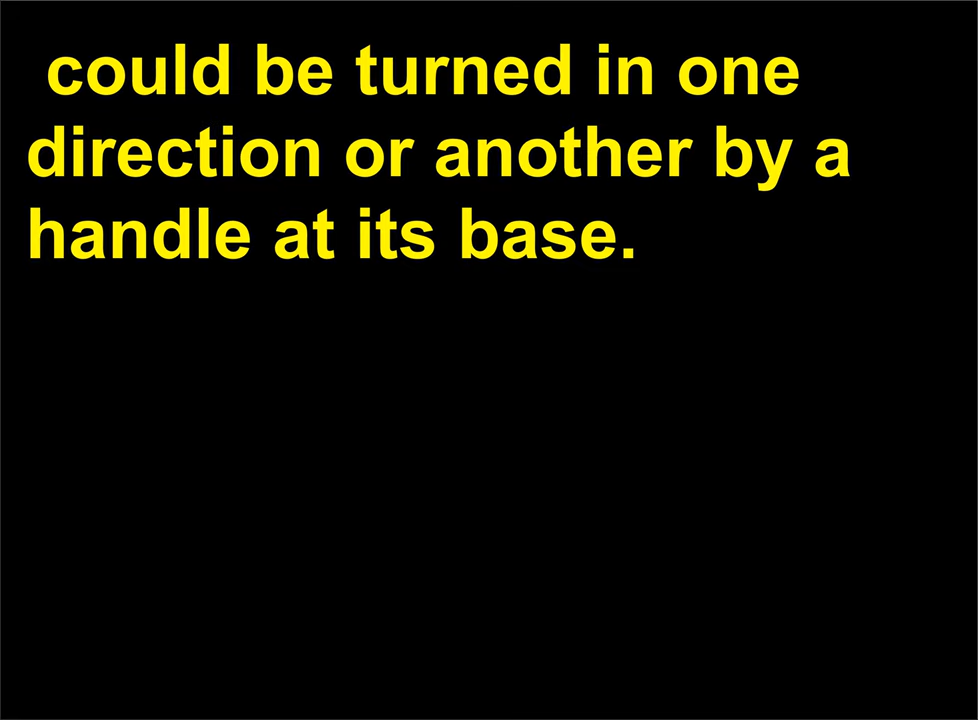 could be turned in one
direction or another by a
handle at its base.